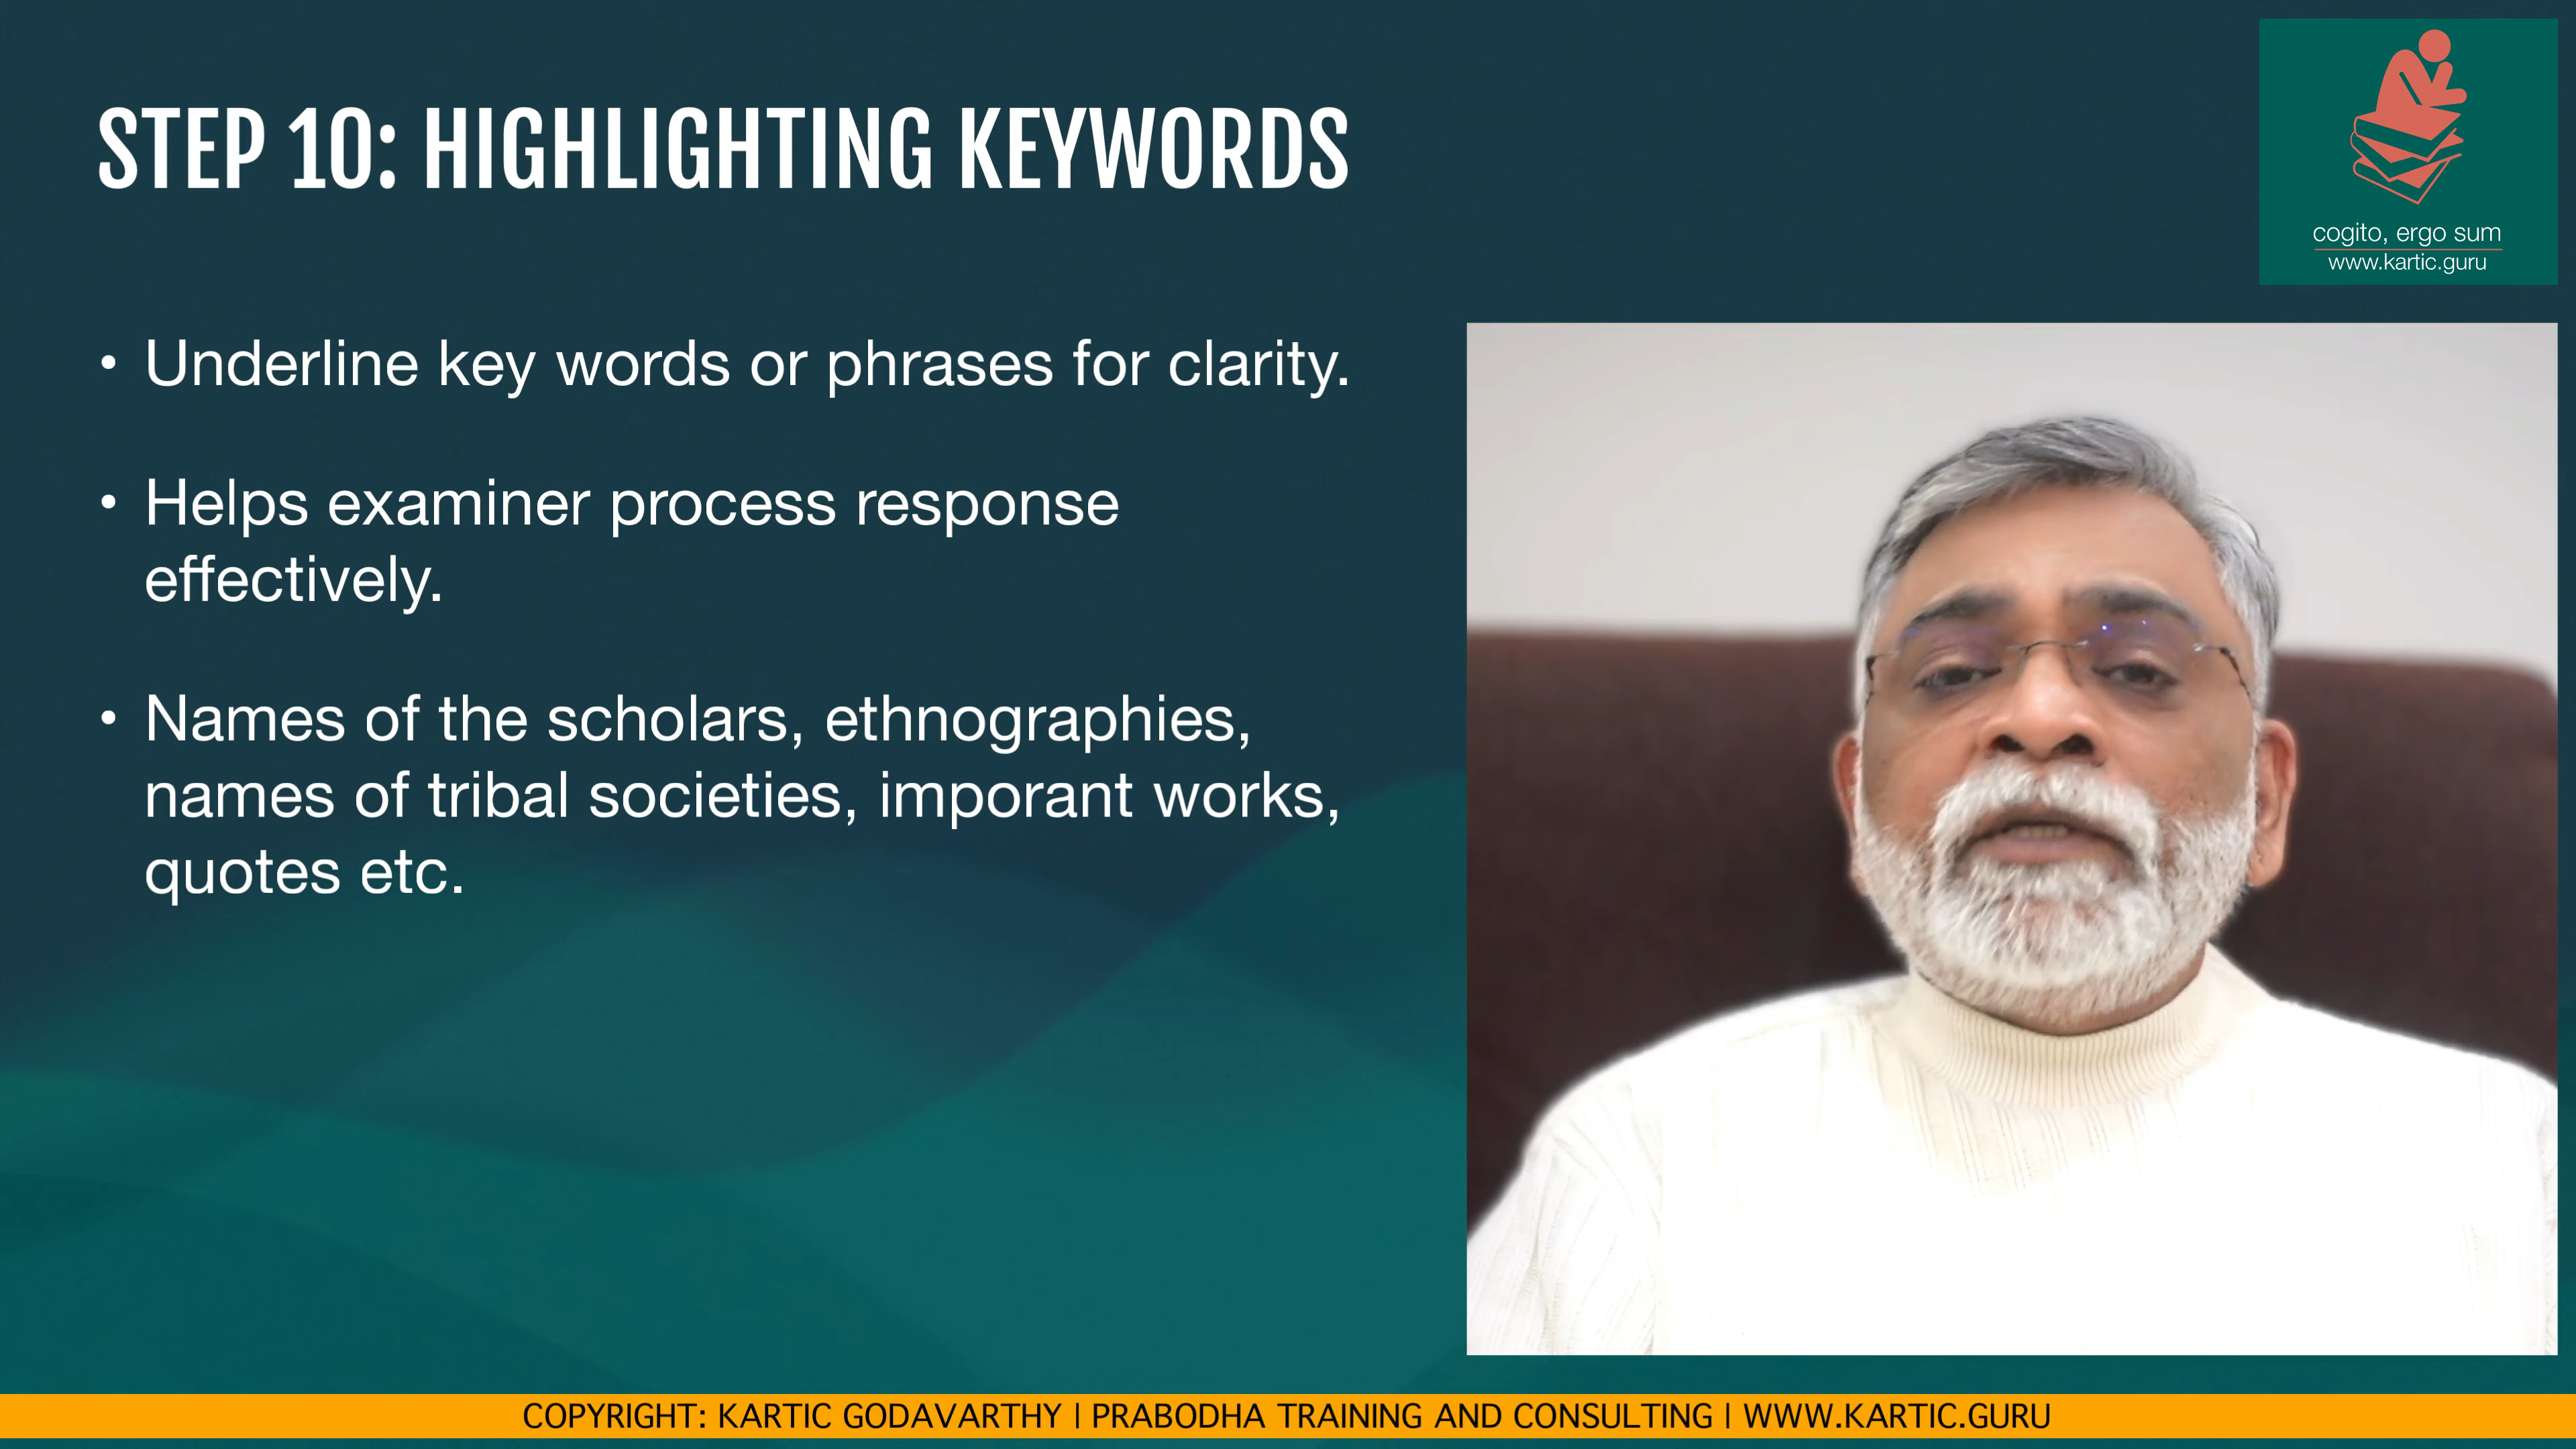 STEP 10: HIGHLIGHTING KEYWORDS
cogito, ergo sum
www.kartic.guru
• Underline key words or phrases for clarity.
• Helps examiner process response
effectively.
• Names of the scholars, ethnographies,
names of tribal societies, imporant works,
quotes etc.
COPYRIGHT: KARTIC GODAVARTHY | PRABODHA TRAINING AND CONSULTING | WWW.KARTIC.GURU